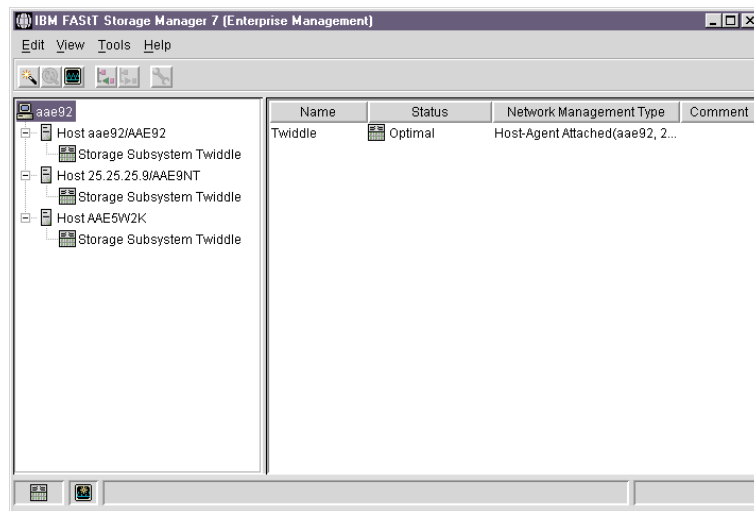 IBM FAStT Storage Manager 7 (Enterprise Management)
Edit View Tools Help
aae92
Host aae92/AAE92
Storage Subsystem Twiddle
Host 25.25.25.9/AAE9NT
Storage Subsystem Twiddle
Host AAE5W2K
Storage Subsystem Twiddle
Name Status Network Management Type Comment
Twiddle Optimal Host-Agent Attached(aae92, 2...